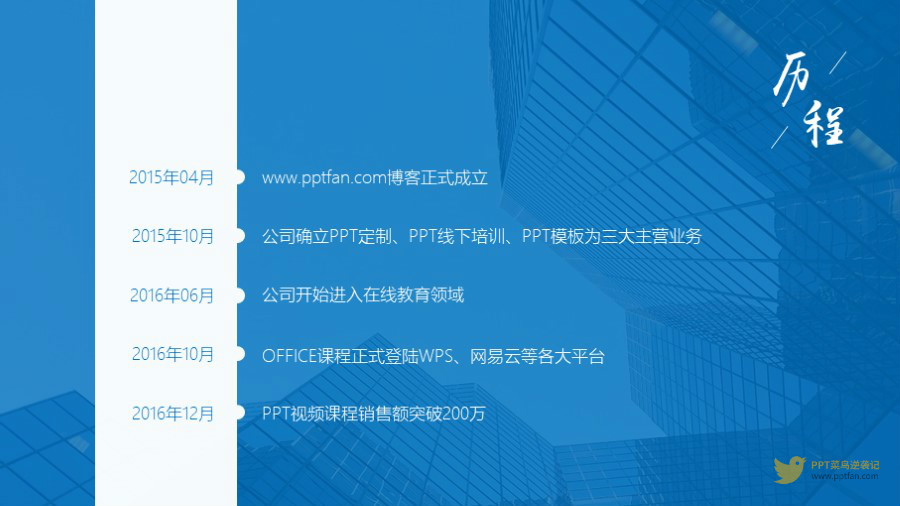 历
程
2015年04月 www.pptfan.com博客正式成立
2015年10月 公司确立PPT定制、PPT线下培训、PPT模板为三大主营业务
2016年06月 公司开始进入在线教育领域
2016年10月 OFFICE课程正式登陆WPS、网易云等各大平台
2016年12月 PPT视频课程销售额突破200万
PPT菜鸟逆袭记
www.pptfan.com